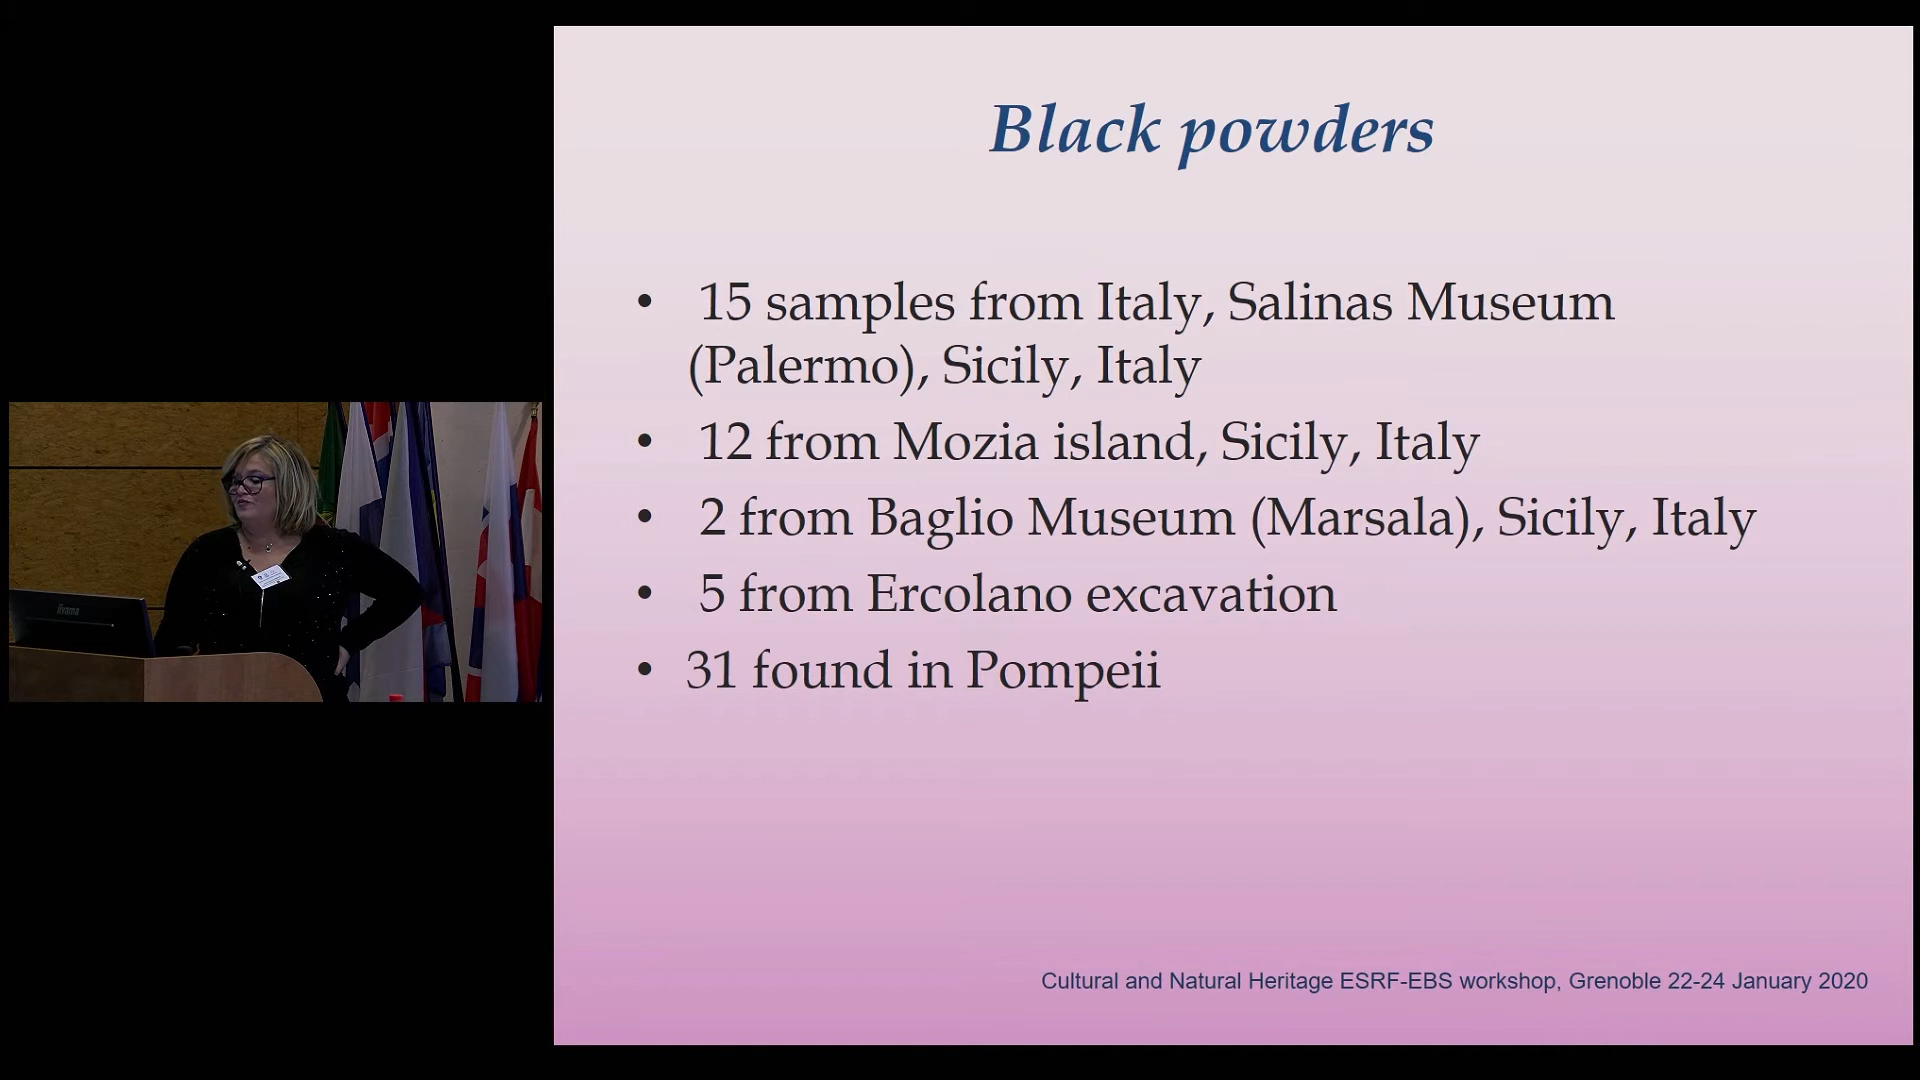 Black powders
• 15 samples from Italy, Salinas Museum
(Palermo), Sicily, Italy
• 12 from Mozia island, Sicily, Italy
• 2 from Baglio Museum (Marsala), Sicily, Italy
• 5 from Ercolano excavation
• 31 found in Pompeii
Cultural and Natural Heritage ESRF-EBS workshop, Grenoble 22-24 January 2020
iiyama